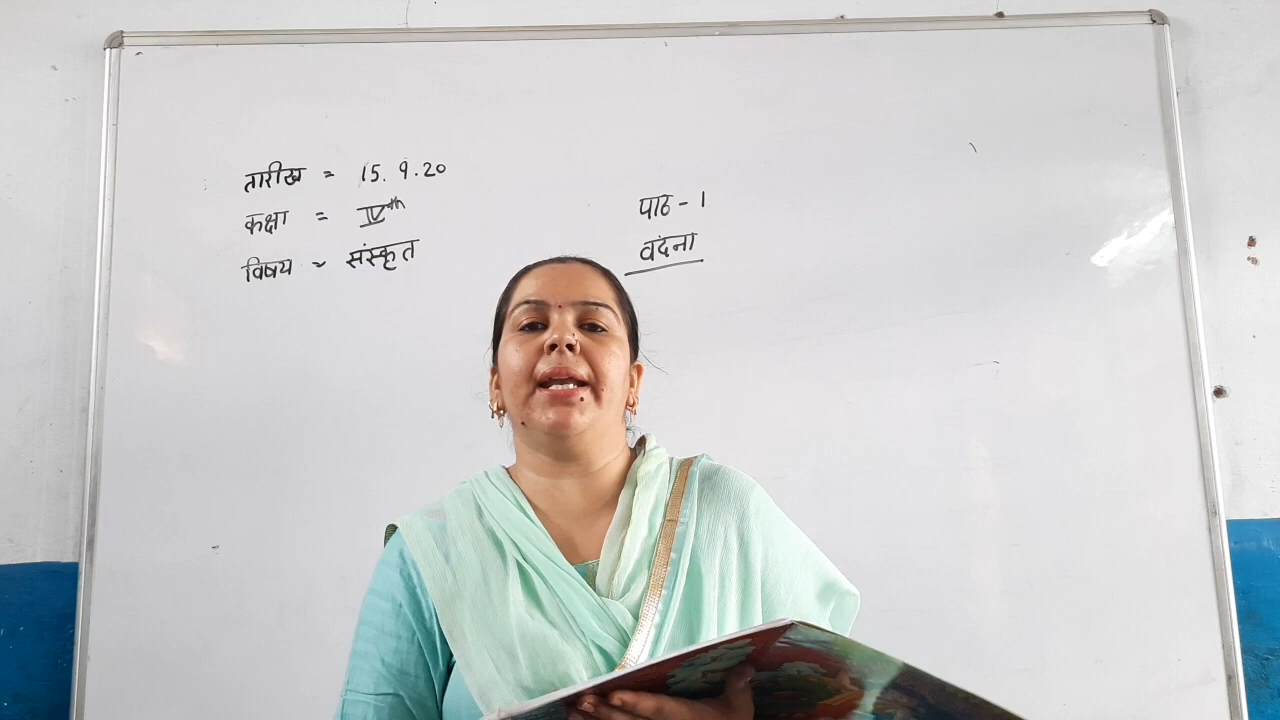 तारीख = 15.9.20
कक्षा = IVth
विषय ~ संस्कृत
पाठ - 1
वंदना